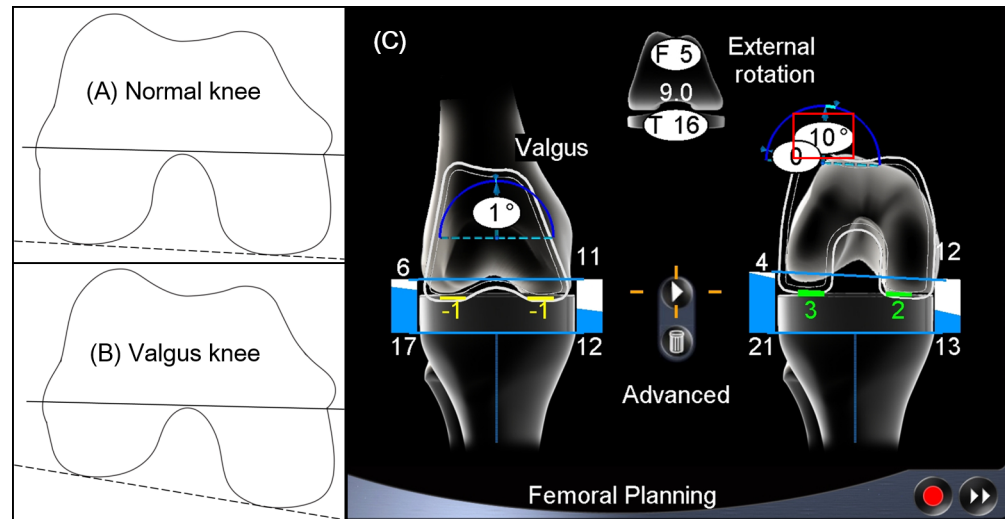 (A) Normal knee
(B) Valgus knee
(C)
F 5
9.0
T 16
External
rotation
Valgus
1°
10°
0
6
11
4
12
-1
-1
3
2
17
12
21
13
Advanced
Femoral Planning